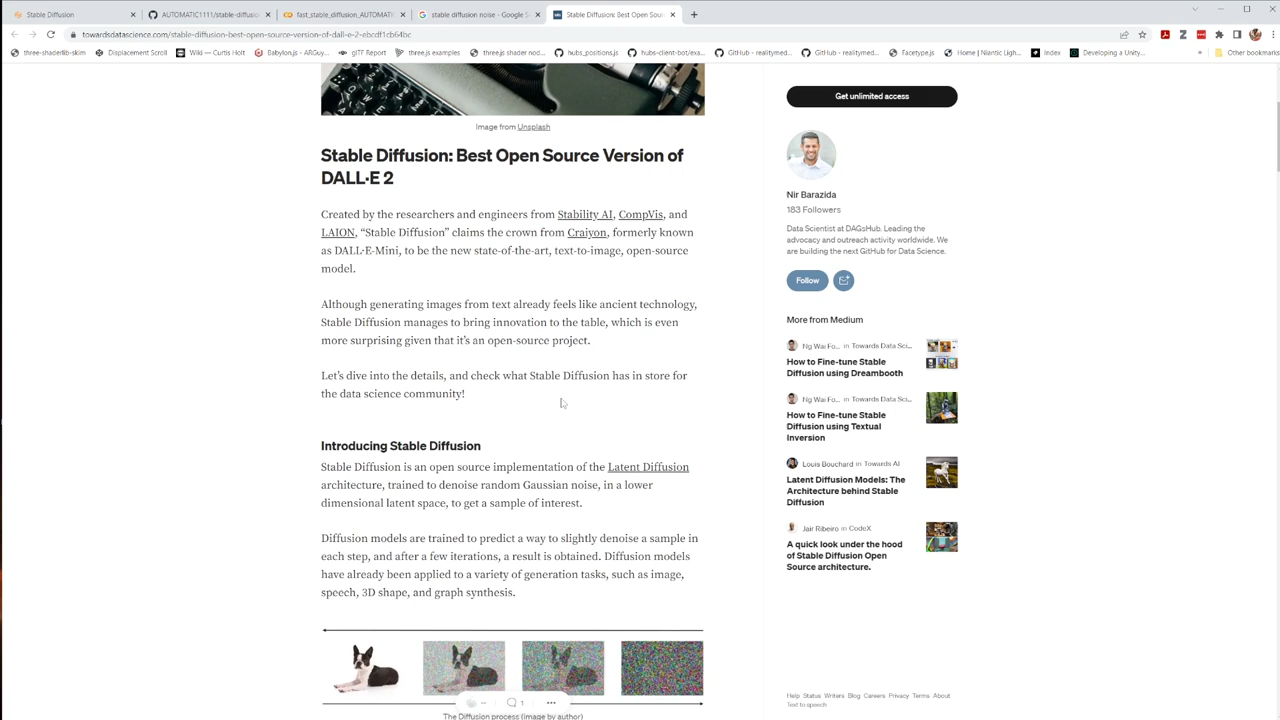 Stable Diffusion
AUTOMATIC1111/stable-diffusion
fast_stable_diffusion_AUTOMATI
stable diffusion noise - Google S
Stable Diffusion: Best Open Sour
towardsdatascience.com/stable-diffusion-best-open-source-version-of-dall-e-2-ebcdf1cb64bc
three-shaderlib-skim
Displacement Scroll
Wiki — Curtis Holt
Babylon.js - ARGuy...
glTF Report
three.js examples
three.js shader nod...
hubs_positions.js
hubs-client-bot/exa...
GitHub - realitymed...
GitHub - realitymed...
Facetype.js
Home | Niantic Ligh...
Index
Developing a Unity...
»
Other bookmarks
Image from Unsplash
Stable Diffusion: Best Open Source Version of
DALL·E 2
Created by the researchers and engineers from Stability AI, CompVis, and
LAION, “Stable Diffusion” claims the crown from Craiyon, formerly known
as DALL·E-Mini, to be the new state-of-the-art, text-to-image, open-source
model.
Although generating images from text already feels like ancient technology,
Stable Diffusion manages to bring innovation to the table, which is even
more surprising given that it’s an open-source project.
Let’s dive into the details, and check what Stable Diffusion has in store for
the data science community!
Introducing Stable Diffusion
Stable Diffusion is an open source implementation of the Latent Diffusion
architecture, trained to denoise random Gaussian noise, in a lower
dimensional latent space, to get a sample of interest.
Diffusion models are trained to predict a way to slightly denoise a sample in
each step, and after a few iterations, a result is obtained. Diffusion models
have already been applied to a variety of generation tasks, such as image,
speech, 3D shape, and graph synthesis.
1
The Diffusion process (image by author)
Get unlimited access
Nir Barazida
183 Followers
Data Scientist at DAGsHub. Leading the
advocacy and outreach activity worldwide. We
are building the next GitHub for Data Science.
Follow
More from Medium
Ng Wai Fo... in Towards Data Sci...
How to Fine-tune Stable
Diffusion using Dreambooth
Ng Wai Fo... in Towards Data Sci...
How to Fine-tune Stable
Diffusion using Textual
Inversion
Louis Bouchard in Towards AI
Latent Diffusion Models: The
Architecture behind Stable
Diffusion
Jair Ribeiro in CodeX
A quick look under the hood
of Stable Diffusion Open
Source architecture.
Help Status Writers Blog Careers Privacy Terms About
Text to speech